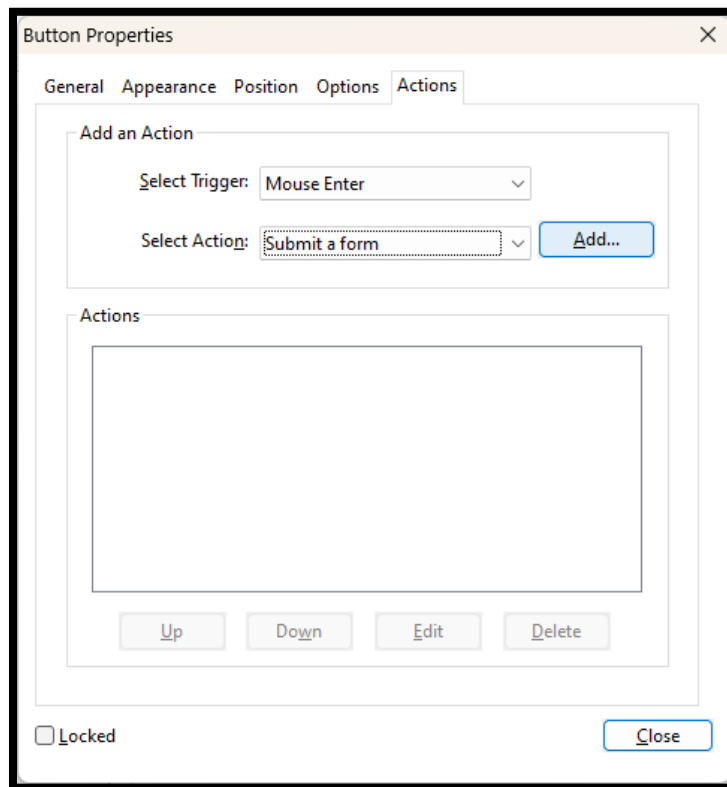 Button Properties
General Appearance Position Options Actions
Add an Action
Select Trigger: Mouse Enter
Select Action: Submit a form Add...
Actions
Up Down Edit Delete
Locked Close